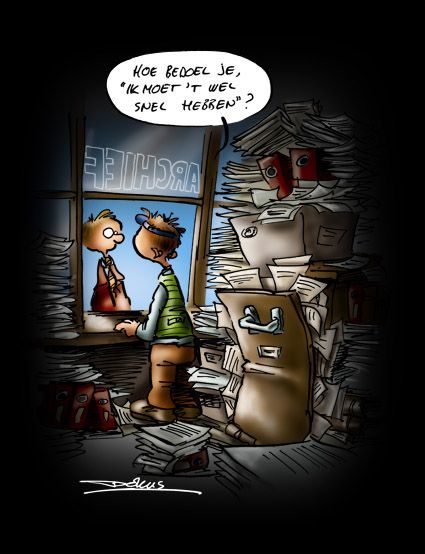 HOE BEDOEL JE,
"IK MOET 'T WEL
SNEL HEBBEN"?
ARCHIEF